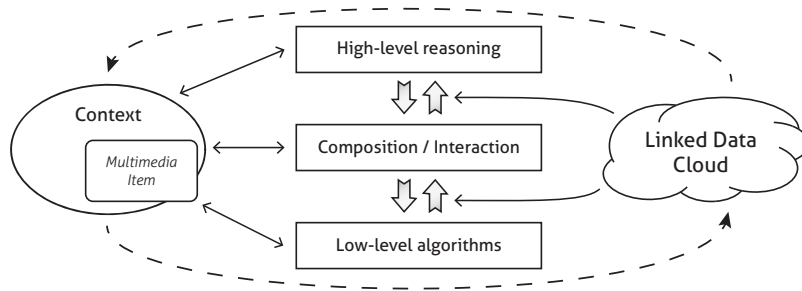 High-level reasoning
Context
Multimedia
Item
Composition / Interaction
Linked Data
Cloud
Low-level algorithms